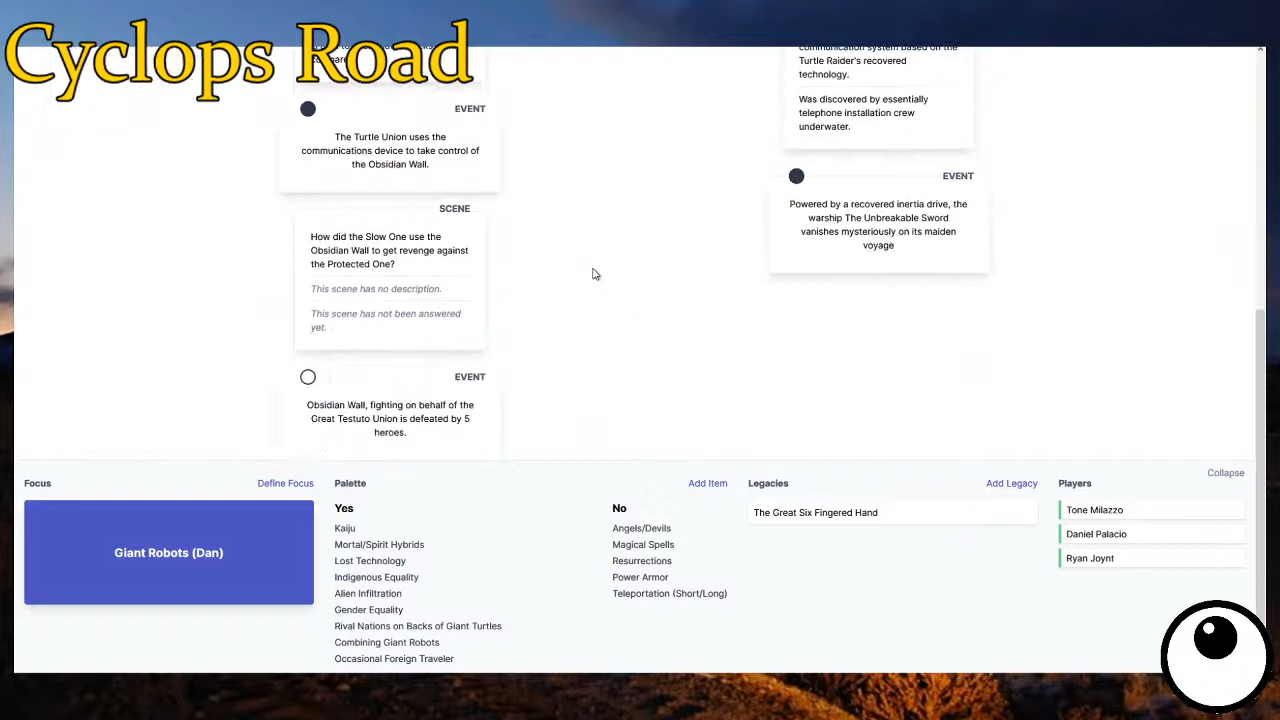 Cyclops Road
communication system based on the
Turtle Raider's recovered
technology.
Was discovered by essentially
telephone installation crew
underwater.
EVENT
The Turtle Union uses the
communications device to take control of
the Obsidian Wall.
EVENT
Powered by a recovered inertia drive, the
warship The Unbreakable Sword
vanishes mysteriously on its maiden
voyage
SCENE
How did the Slow One use the
Obsidian Wall to get revenge against
the Protected One?
This scene has no description.
This scene has not been answered
yet.
EVENT
Obsidian Wall, fighting on behalf of the
Great Testuto Union is defeated by 5
heroes.
Collapse
Focus
Define Focus
Giant Robots (Dan)
Palette
Add Item
Yes
Kaiju
Mortal/Spirit Hybrids
Lost Technology
Indigenous Equality
Alien Infiltration
Gender Equality
Rival Nations on Backs of Giant Turtles
Combining Giant Robots
Occasional Foreign Traveler
No
Angels/Devils
Magical Spells
Resurrections
Power Armor
Teleportation (Short/Long)
Legacies
Add Legacy
The Great Six Fingered Hand
Players
Tone Milazzo
Daniel Palacio
Ryan Joynt